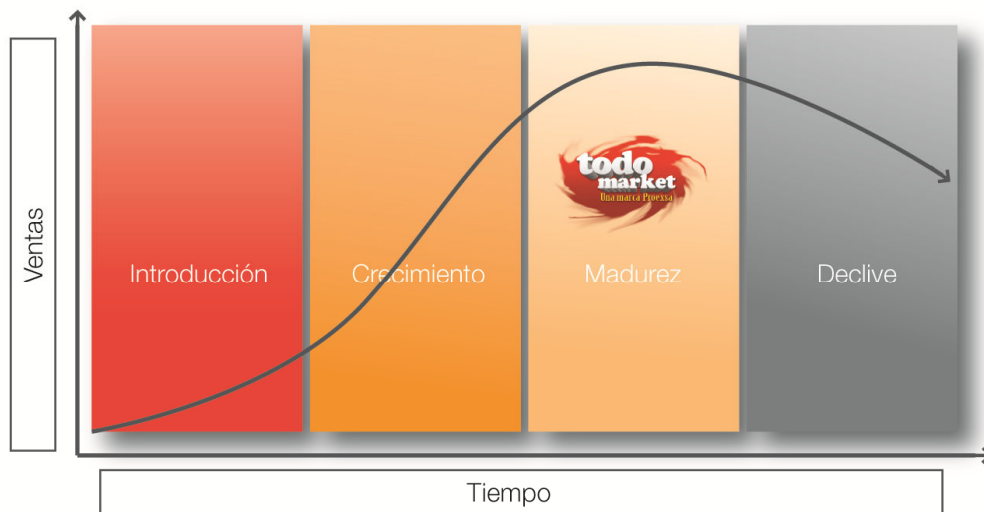 Ventas
todo
market
Una marca Proexsa
Introducción
Crecimiento
Madurez
Declive
Tiempo